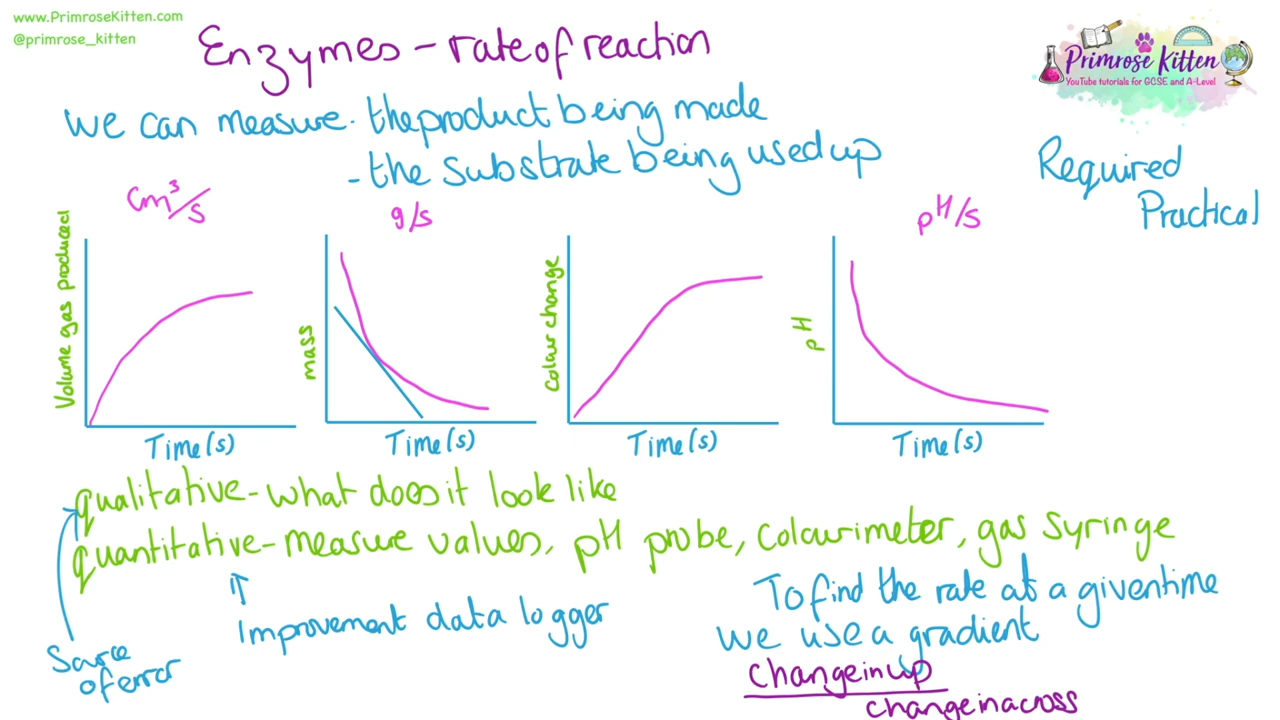 www.PrimroseKitten.com
@primrose_kitten
Enzymes - rate of reaction
Primrose Kitten
YouTube tutorials for GCSE and A-Level
we can measure - the product being made
- the substrate being used up
Required
Practical
cm³/s
g/s
pH/s
Volume gas produced
mass
Colour change
pH
Time (s)
Time (s)
Time (s)
Time (s)
qualitative - what does it look like
quantitative - measure values, pH probe, colourimeter, gas syringe
Improvement data logger
Source
of error
To find the rate at a given time
we use a gradient
change in up
change in across